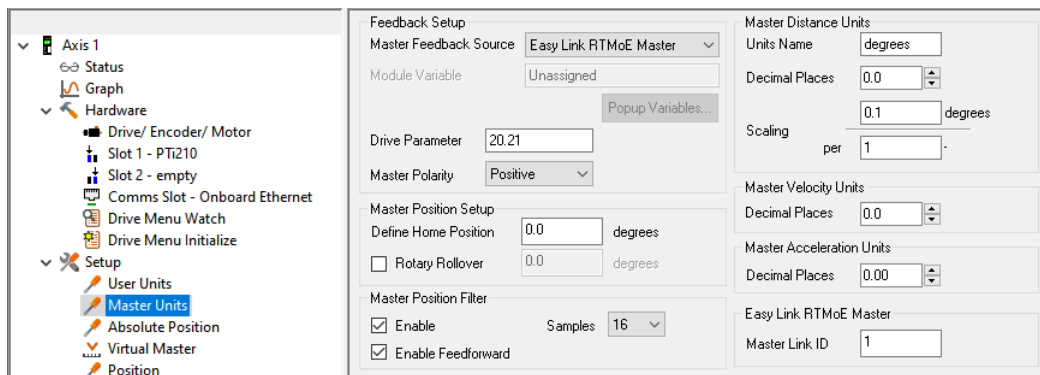 Axis 1
Status
Graph
Hardware
Drive/ Encoder/ Motor
Slot 1 - PTi210
Slot 2 - empty
Comms Slot - Onboard Ethernet
Drive Menu Watch
Drive Menu Initialize
Setup
User Units
Master Units
Absolute Position
Virtual Master
Position
Feedback Setup
Master Feedback Source Easy Link RTMoE Master
Module Variable Unassigned
Popup Variables...
Drive Parameter 20.21
Master Polarity Positive
Master Position Setup
Define Home Position 0.0 degrees
Rotary Rollover 0.0 degrees
Master Position Filter
Enable Samples 16
Enable Feedforward
Master Distance Units
Units Name degrees
Decimal Places 0.0
0.1 degrees
Scaling
per 1 -
Master Velocity Units
Decimal Places 0.0
Master Acceleration Units
Decimal Places 0.00
Easy Link RTMoE Master
Master Link ID 1